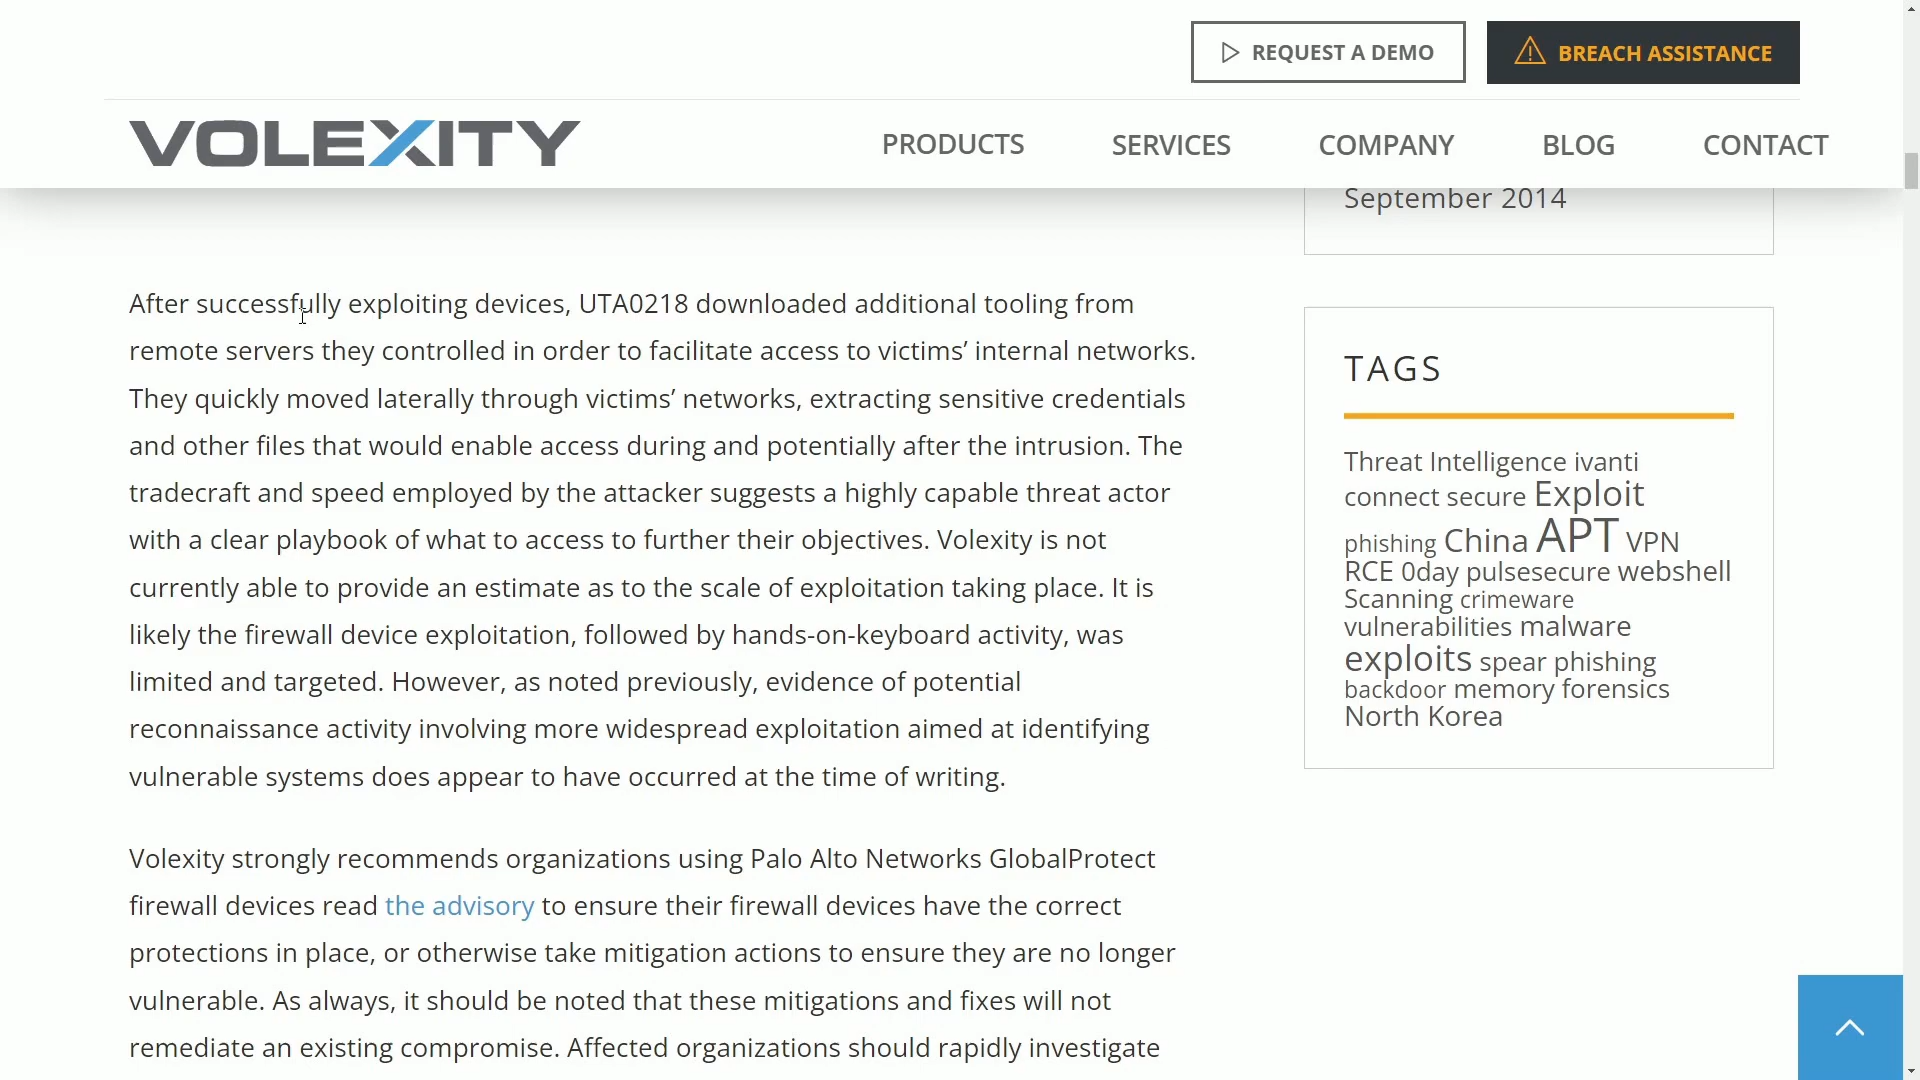 REQUEST A DEMO
BREACH ASSISTANCE
VOLEXITY
PRODUCTS
SERVICES
COMPANY
BLOG
CONTACT
September 2014
After successfully exploiting devices, UTA0218 downloaded additional tooling from
remote servers they controlled in order to facilitate access to victims’ internal networks.
They quickly moved laterally through victims’ networks, extracting sensitive credentials
and other files that would enable access during and potentially after the intrusion. The
tradecraft and speed employed by the attacker suggests a highly capable threat actor
with a clear playbook of what to access to further their objectives. Volexity is not
currently able to provide an estimate as to the scale of exploitation taking place. It is
likely the firewall device exploitation, followed by hands-on-keyboard activity, was
limited and targeted. However, as noted previously, evidence of potential
reconnaissance activity involving more widespread exploitation aimed at identifying
vulnerable systems does appear to have occurred at the time of writing.
Volexity strongly recommends organizations using Palo Alto Networks GlobalProtect
firewall devices read the advisory to ensure their firewall devices have the correct
protections in place, or otherwise take mitigation actions to ensure they are no longer
vulnerable. As always, it should be noted that these mitigations and fixes will not
remediate an existing compromise. Affected organizations should rapidly investigate
TAGS
Threat Intelligence ivanti
connect secure Exploit
phishing China APT VPN
RCE 0day pulsesecure webshell
Scanning crimeware
vulnerabilities malware
exploits spear phishing
backdoor memory forensics
North Korea